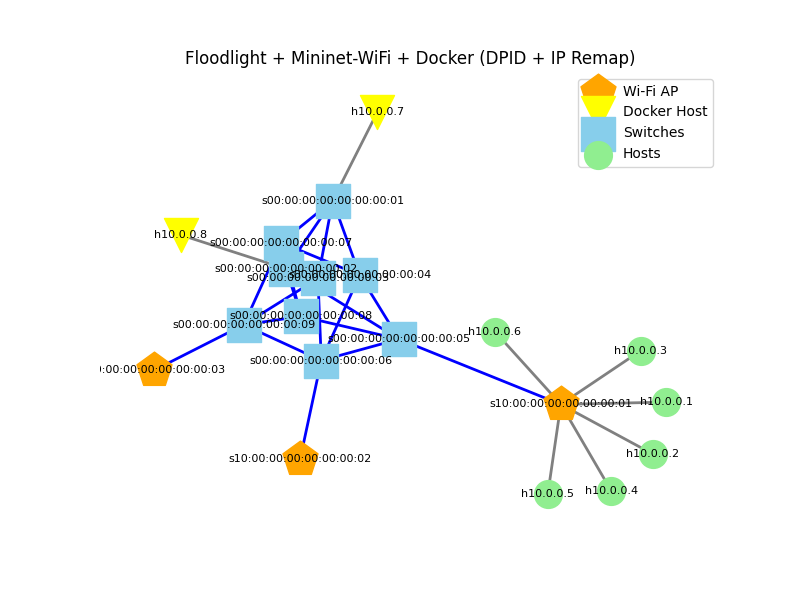 Floodlight + Mininet-WiFi + Docker (DPID + IP Remap)
Wi-Fi AP
Docker Host
Switches
Hosts
h10.0.0.7
s00:00:00:00:00:00:00:01
h10.0.0.8
s00:00:00:00:00:00:00:07
s00:00:00:00:00:00:00:02
s00:00:00:00:00:00:00:04
s00:00:00:00:00:00:00:03
s00:00:00:00:00:00:00:08
s00:00:00:00:00:00:00:09
s00:00:00:00:00:00:00:05
h10.0.0.6
h10.0.0.3
s00:00:00:00:00:00:00:06
:00:00:00:00:00:00:03
h10.0.0.1
s10:00:00:00:00:00:00:01
h10.0.0.2
s10:00:00:00:00:00:00:02
h10.0.0.4
h10.0.0.5